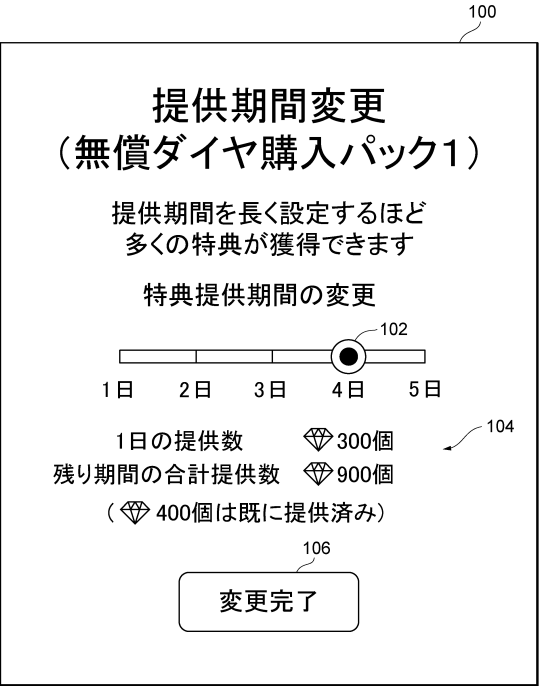 100
提供期間変更
（無償ダイヤ購入パック１）
提供期間を長く設定するほど
多くの特典が獲得できます
特典提供期間の変更
102
1日 2日 3日 4日 5日
104
1日の提供数 300個
残り期間の合計提供数 900個
（ 400個は既に提供済み）
106
変更完了